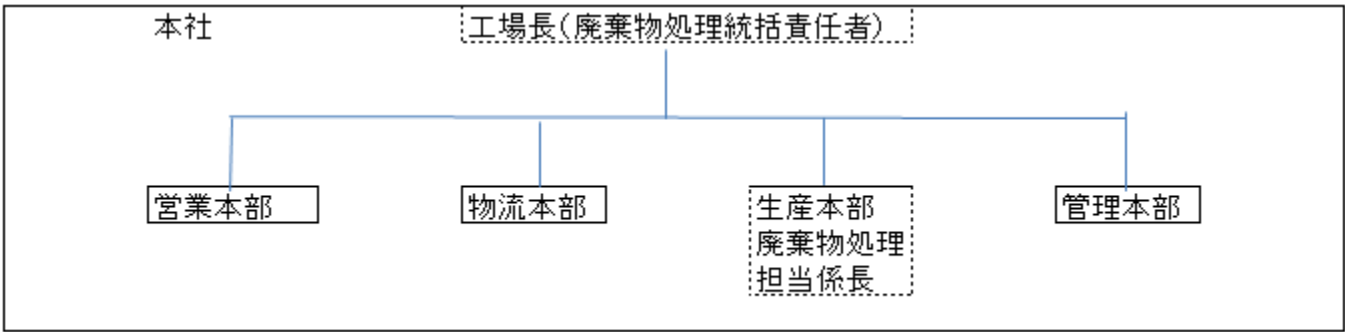 本社
工場長(廃棄物処理統括責任者)
営業本部
物流本部
生産本部
廃棄物処理
担当係長
管理本部